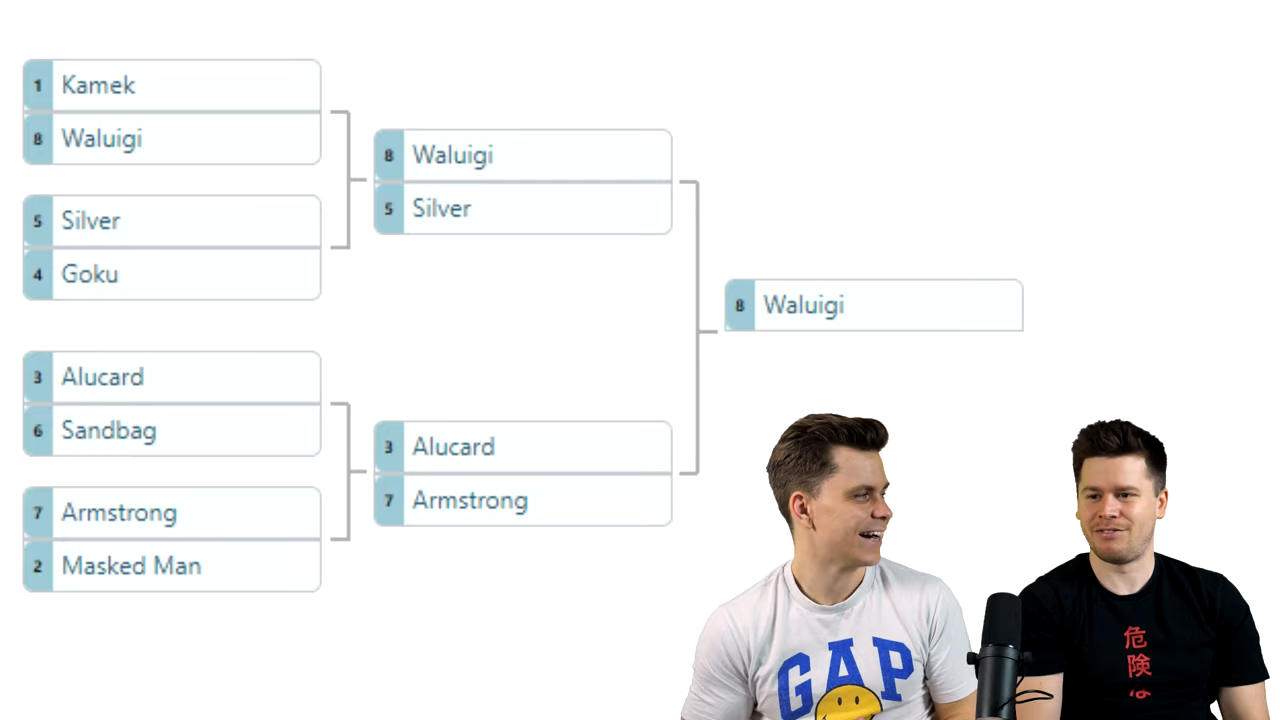 1 Kamek
8 Waluigi
5 Silver
4 Goku
3 Alucard
6 Sandbag
7 Armstrong
2 Masked Man
8 Waluigi
5 Silver
3 Alucard
7 Armstrong
8 Waluigi
GAP
危
険